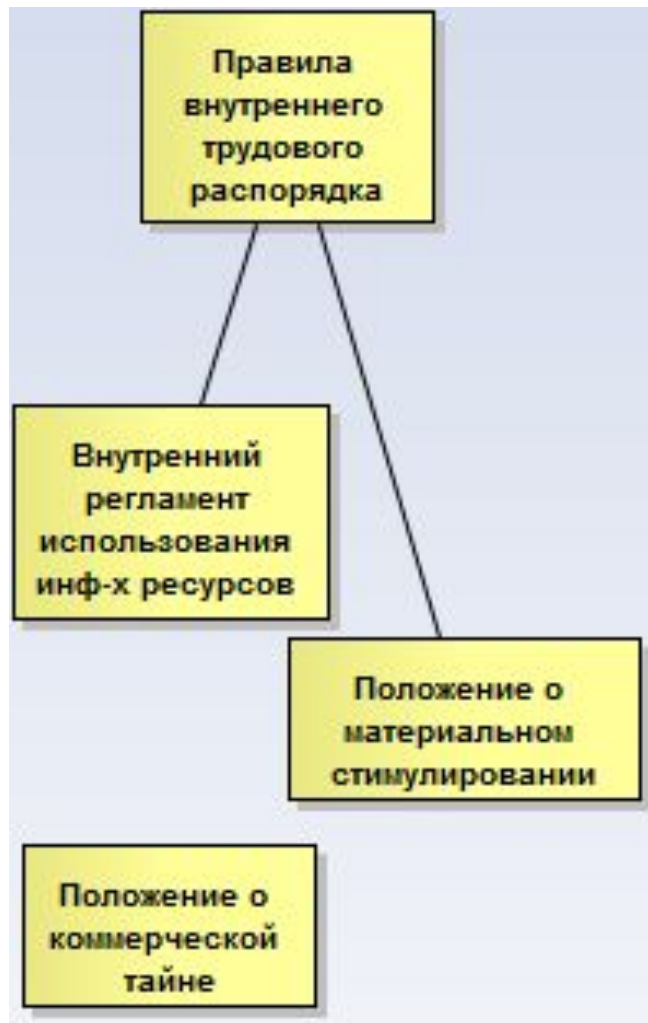 Правила
внутреннего
трудового
распорядка
Внутренний
регламент
использования
инф-х ресурсов
Положение о
материальном
стимулировании
Положение о
коммерческой
тайне